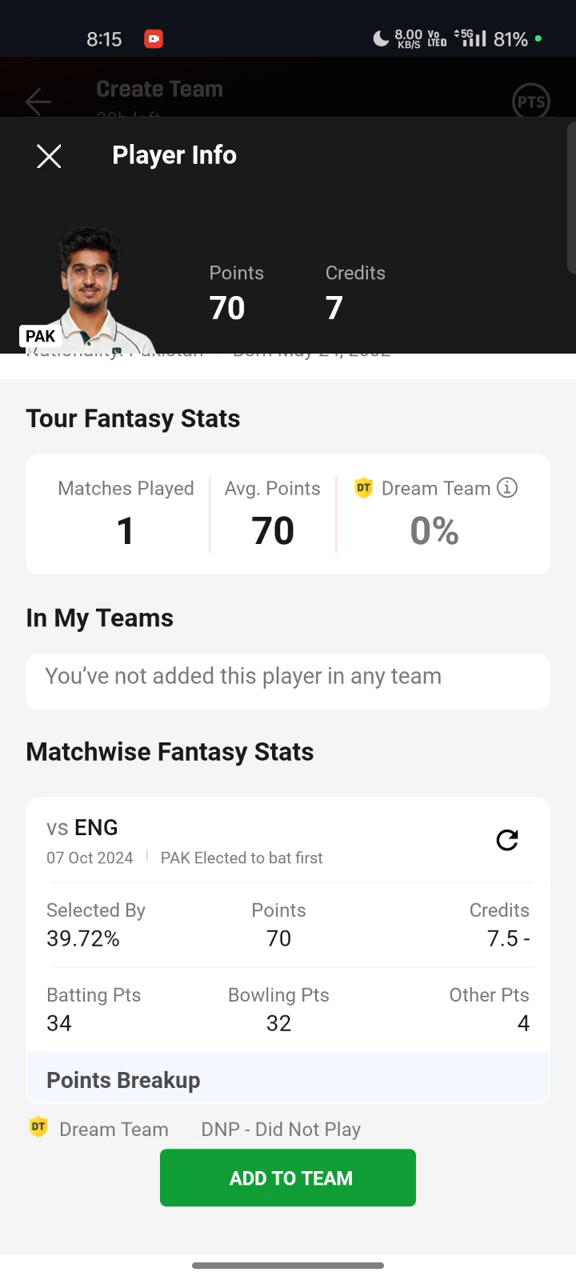 8:15 8.00 KB/S Vo LTED 5G 81%
Create Team
PTS
Player Info
Points Credits
70 7
PAK
Tour Fantasy Stats
Matches Played Avg. Points DT Dream Team i
1 70 0%
In My Teams
You’ve not added this player in any team
Matchwise Fantasy Stats
vs ENG
07 Oct 2024 PAK Elected to bat first
Selected By Points Credits
39.72% 70 7.5 -
Batting Pts Bowling Pts Other Pts
34 32 4
Points Breakup
DT Dream Team DNP - Did Not Play
ADD TO TEAM